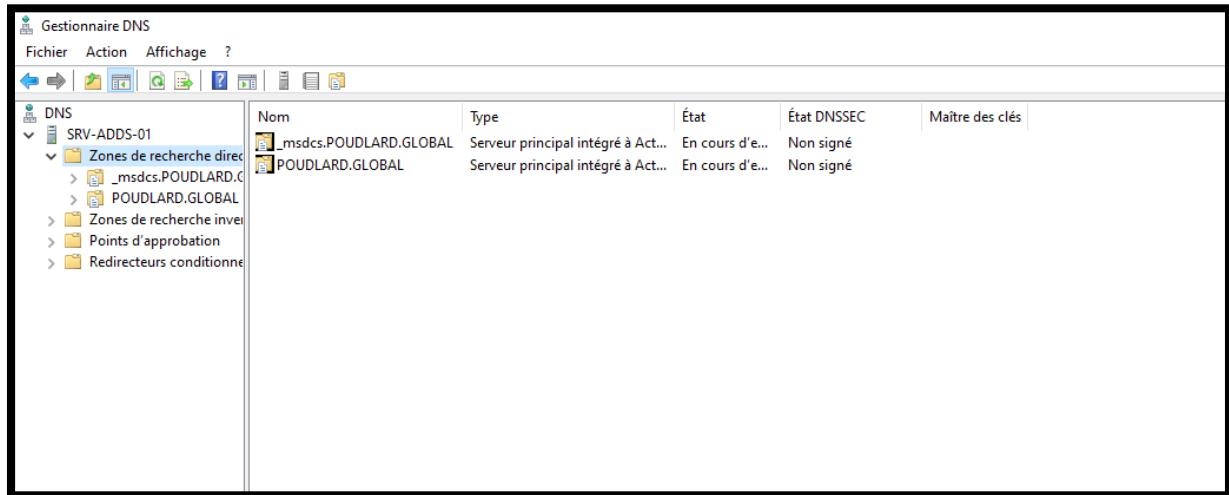 Gestionnaire DNS
Fichier Action Affichage ?
DNS
SRV-ADDS-01
Zones de recherche direc
_msdcs.POUDLARD.G
POUDLARD.GLOBAL
Zones de recherche inver
Points d'approbation
Redirecteurs conditionne
Nom Type État État DNSSEC Maître des clés
_msdcs.POUDLARD.GLOBAL Serveur principal intégré à Act... En cours d'e... Non signé
POUDLARD.GLOBAL Serveur principal intégré à Act... En cours d'e... Non signé